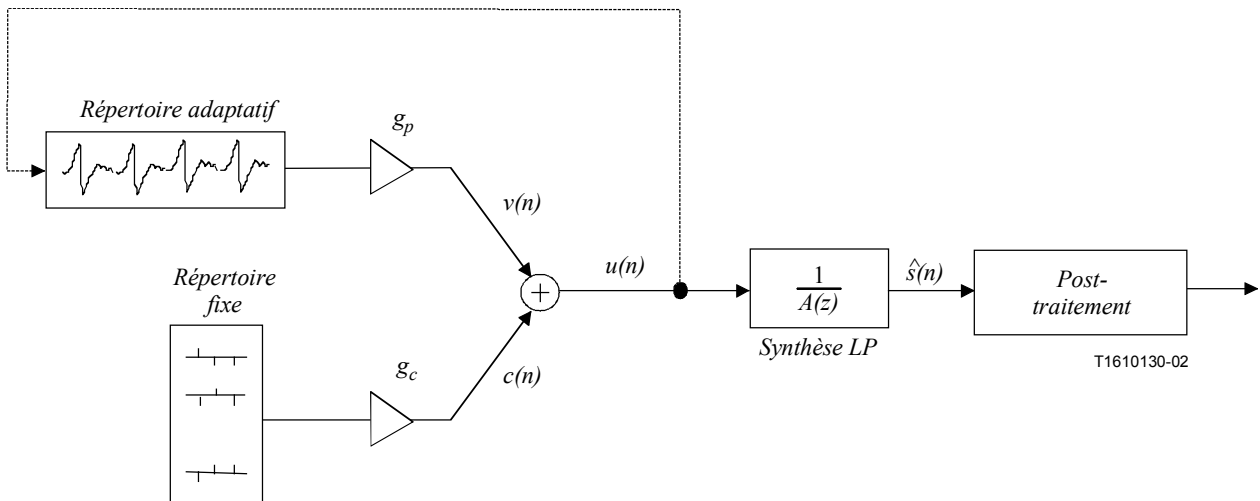 Répertoire adaptatif
g_p
v(n)
Répertoire
fixe
g_c
c(n)
+
u(n)
1
A(z)
Synthèse LP
ŝ(n)
Post-
traitement
T1610130-02